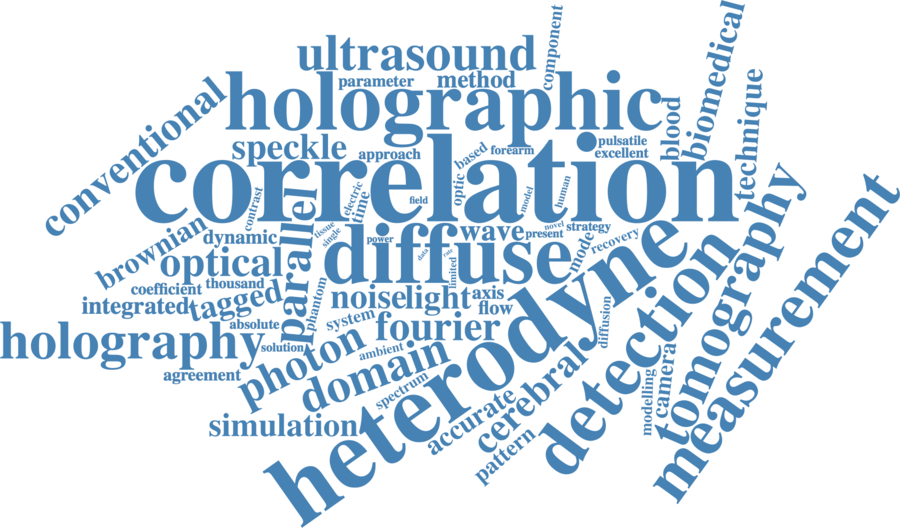 component
biomedical
ultrasound
parameter
method
holographic
blood
technique
conventional
speckle
approach
based
forearm
pulsatile
excellent
correlation
contrast
electric
time
optic
field
model
human
tomography
measurement
brownian
dynamic
parallel
tissue
single
power
diffuse
wave
present
novel
strategy
mode
recovery
optical
data
rate
limited
coefficient
thousand
integrated
tagged
phantom
noiselight
axis
flow
heterodyne
detection
holography
absolute
solution
system
fourier
diffusion
agreement
photon
ambient
domain
spectrum
simulation
accurate
cerebral
pattern
modelling
camera